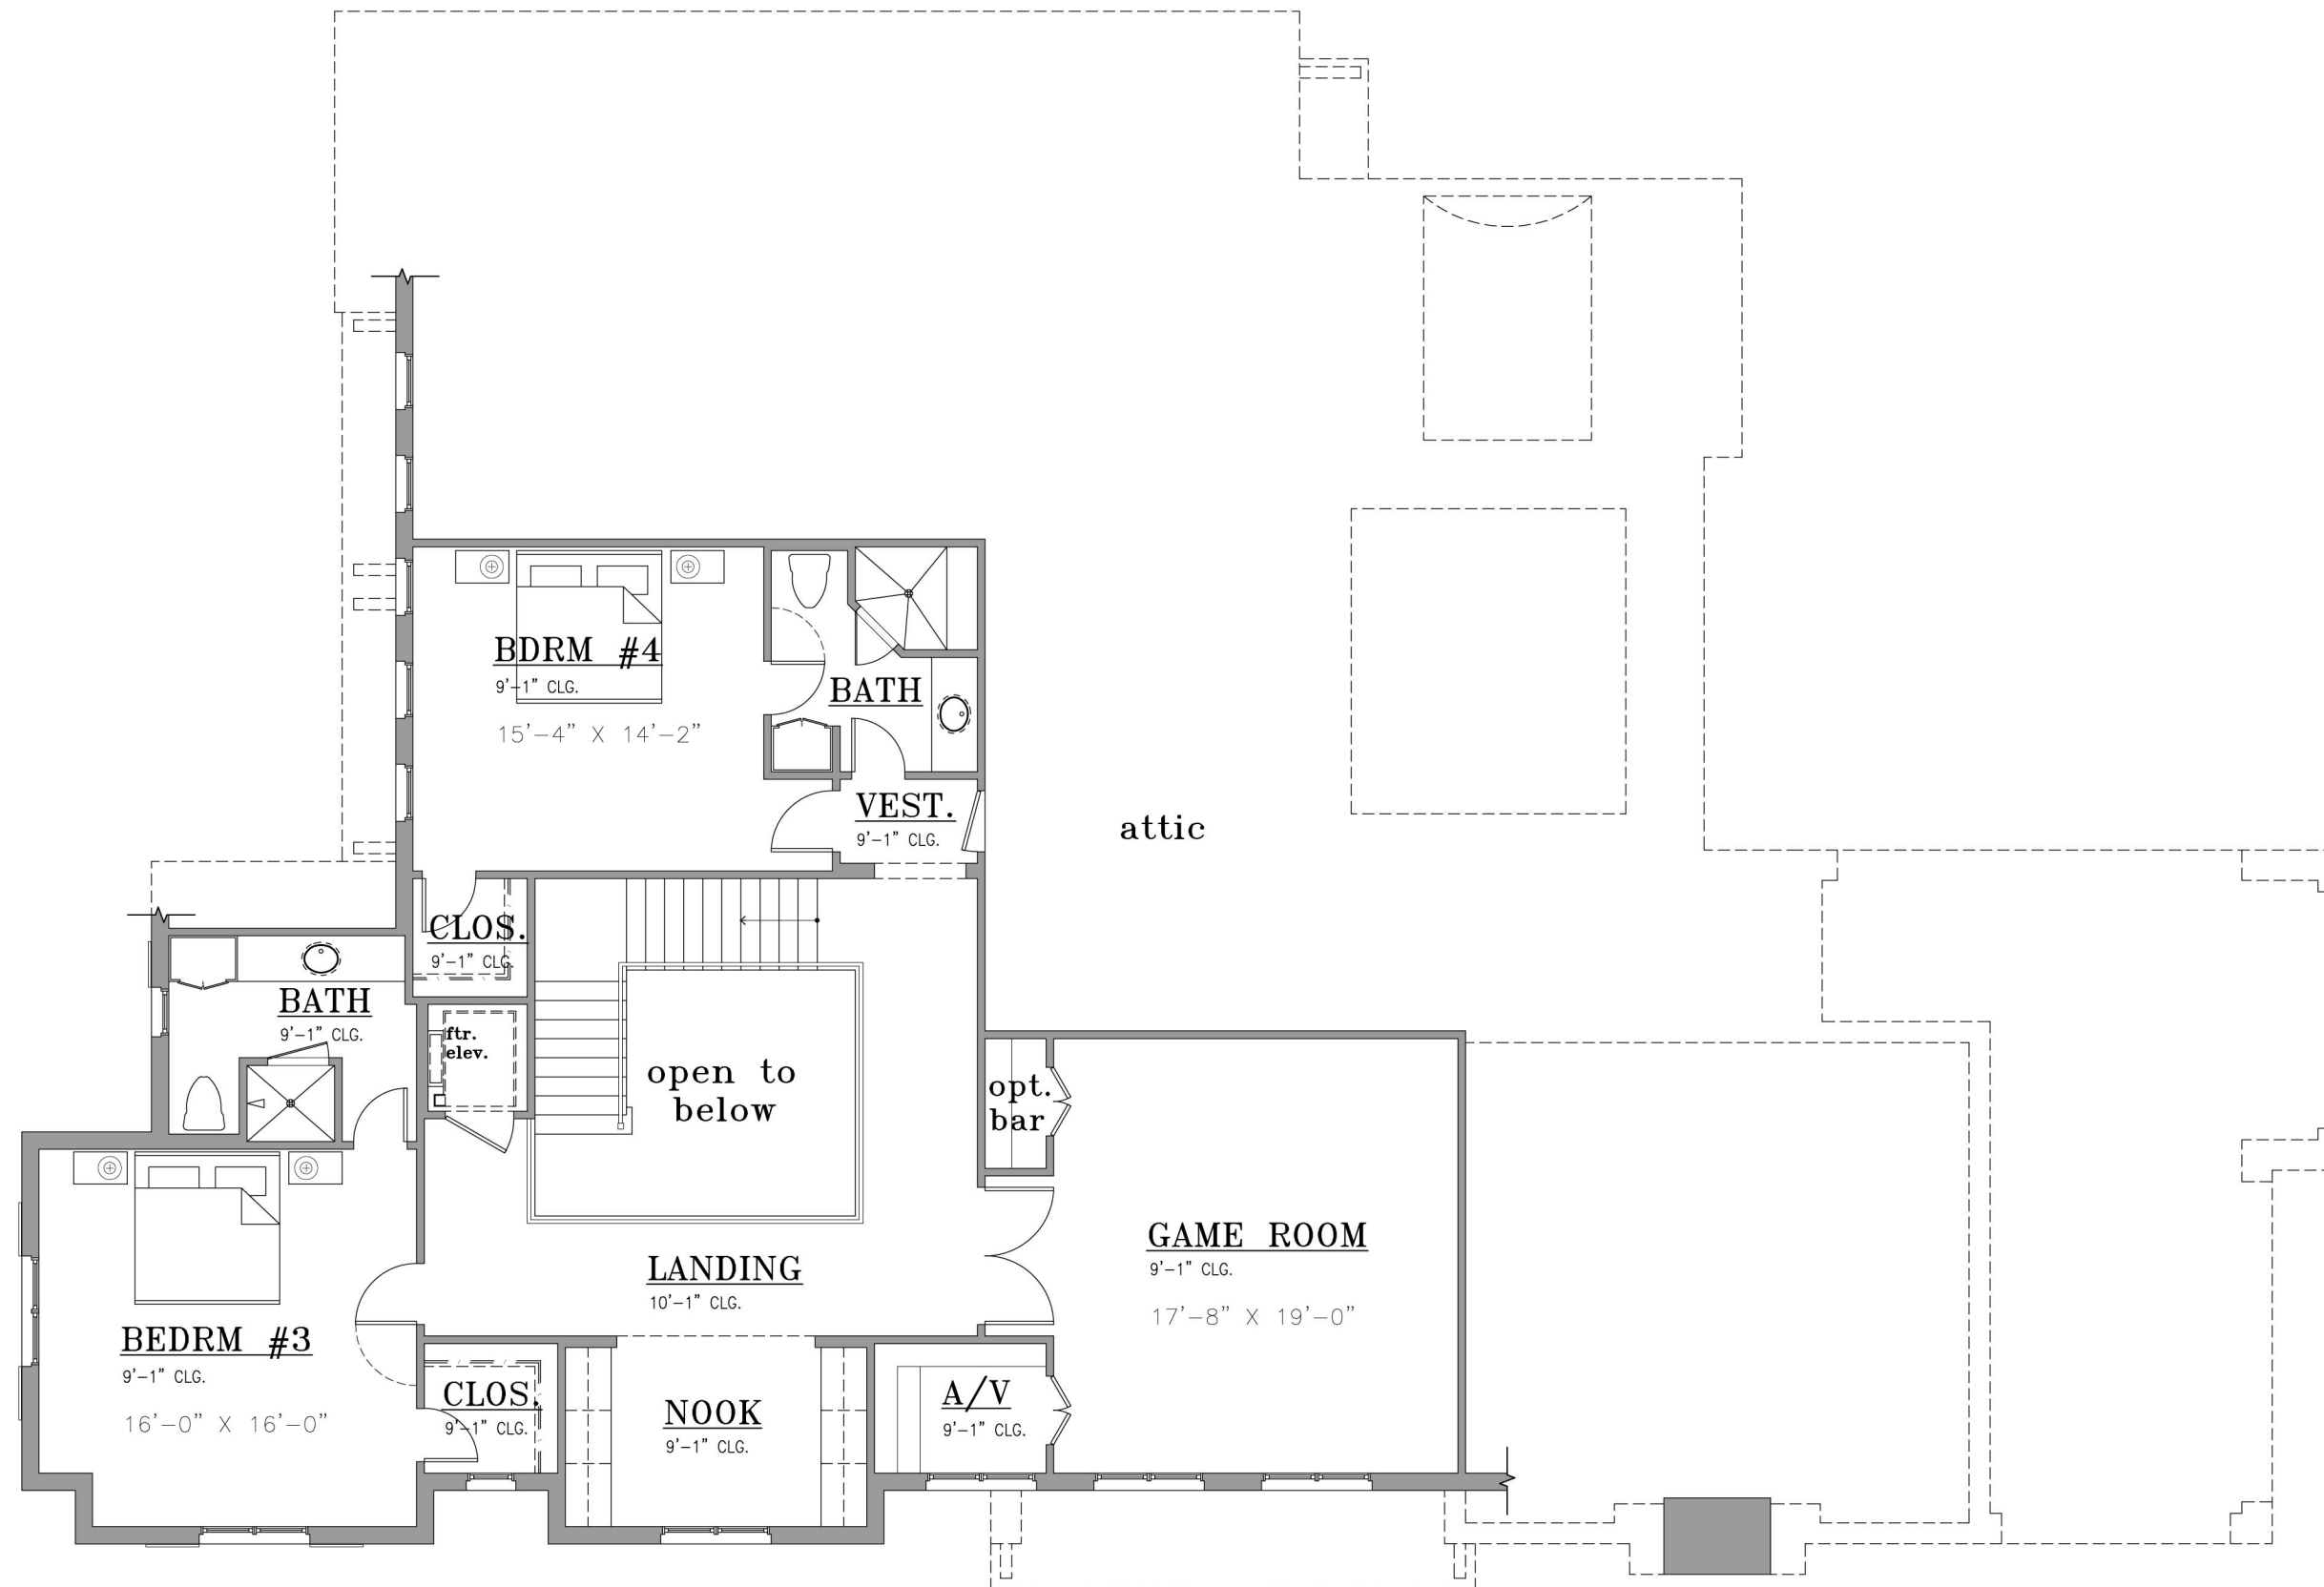 BDRM #4
9'-1" CLG.
15'-4" X 14'-2"
BATH
VEST.
9'-1" CLG.
attic
CLOS.
9'-1" CLG.
BATH
9'-1" CLG.
ftr.
elev.
open to
below
opt.
bar
GAME ROOM
9'-1" CLG.
17'-8" X 19'-0"
LANDING
10'-1" CLG.
BEDRM #3
9'-1" CLG.
16'-0" X 16'-0"
CLOS.
9'-1" CLG.
NOOK
9'-1" CLG.
A/V
9'-1" CLG.